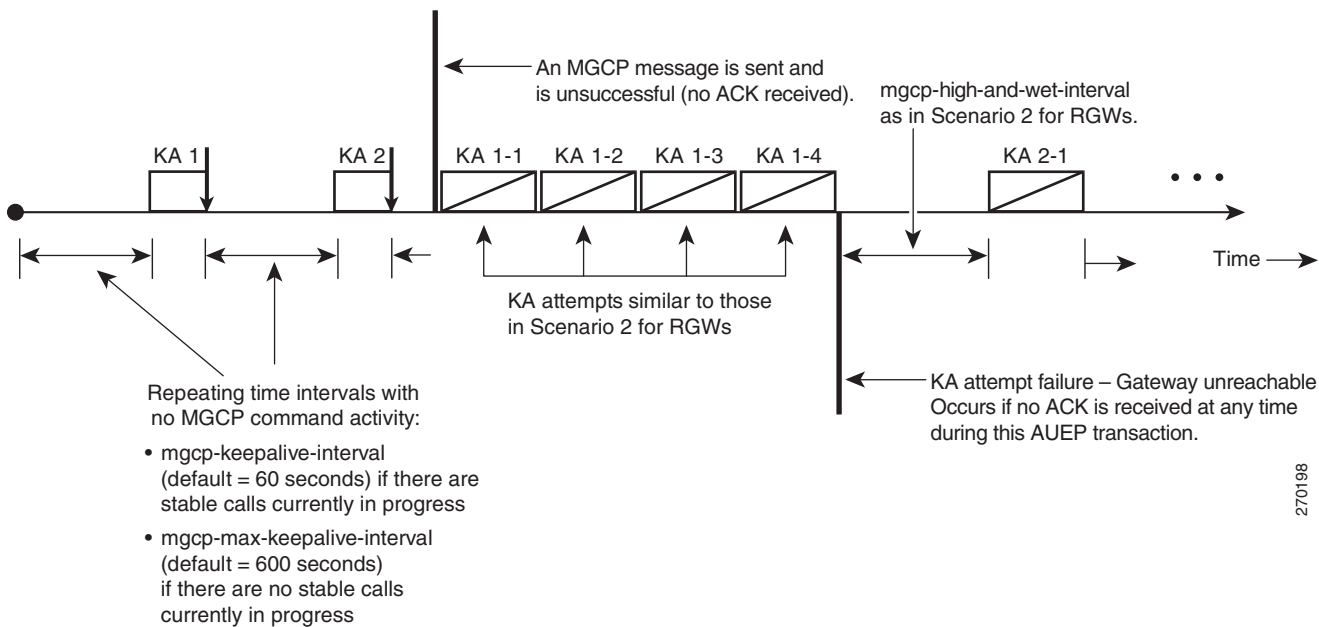 An MGCP message is sent and
is unsuccessful (no ACK received).
mgcp-high-and-wet-interval
as in Scenario 2 for RGWs.
KA 1
KA 2
KA 1-1
KA 1-2
KA 1-3
KA 1-4
KA 2-1
Time
KA attempts similar to those
in Scenario 2 for RGWs
Repeating time intervals with
no MGCP command activity:
• mgcp-keepalive-interval
(default = 60 seconds) if there are
stable calls currently in progress
• mgcp-max-keepalive-interval
(default = 600 seconds)
if there are no stable calls
currently in progress
KA attempt failure – Gateway unreachable
Occurs if no ACK is received at any time
during this AUEP transaction.
270198